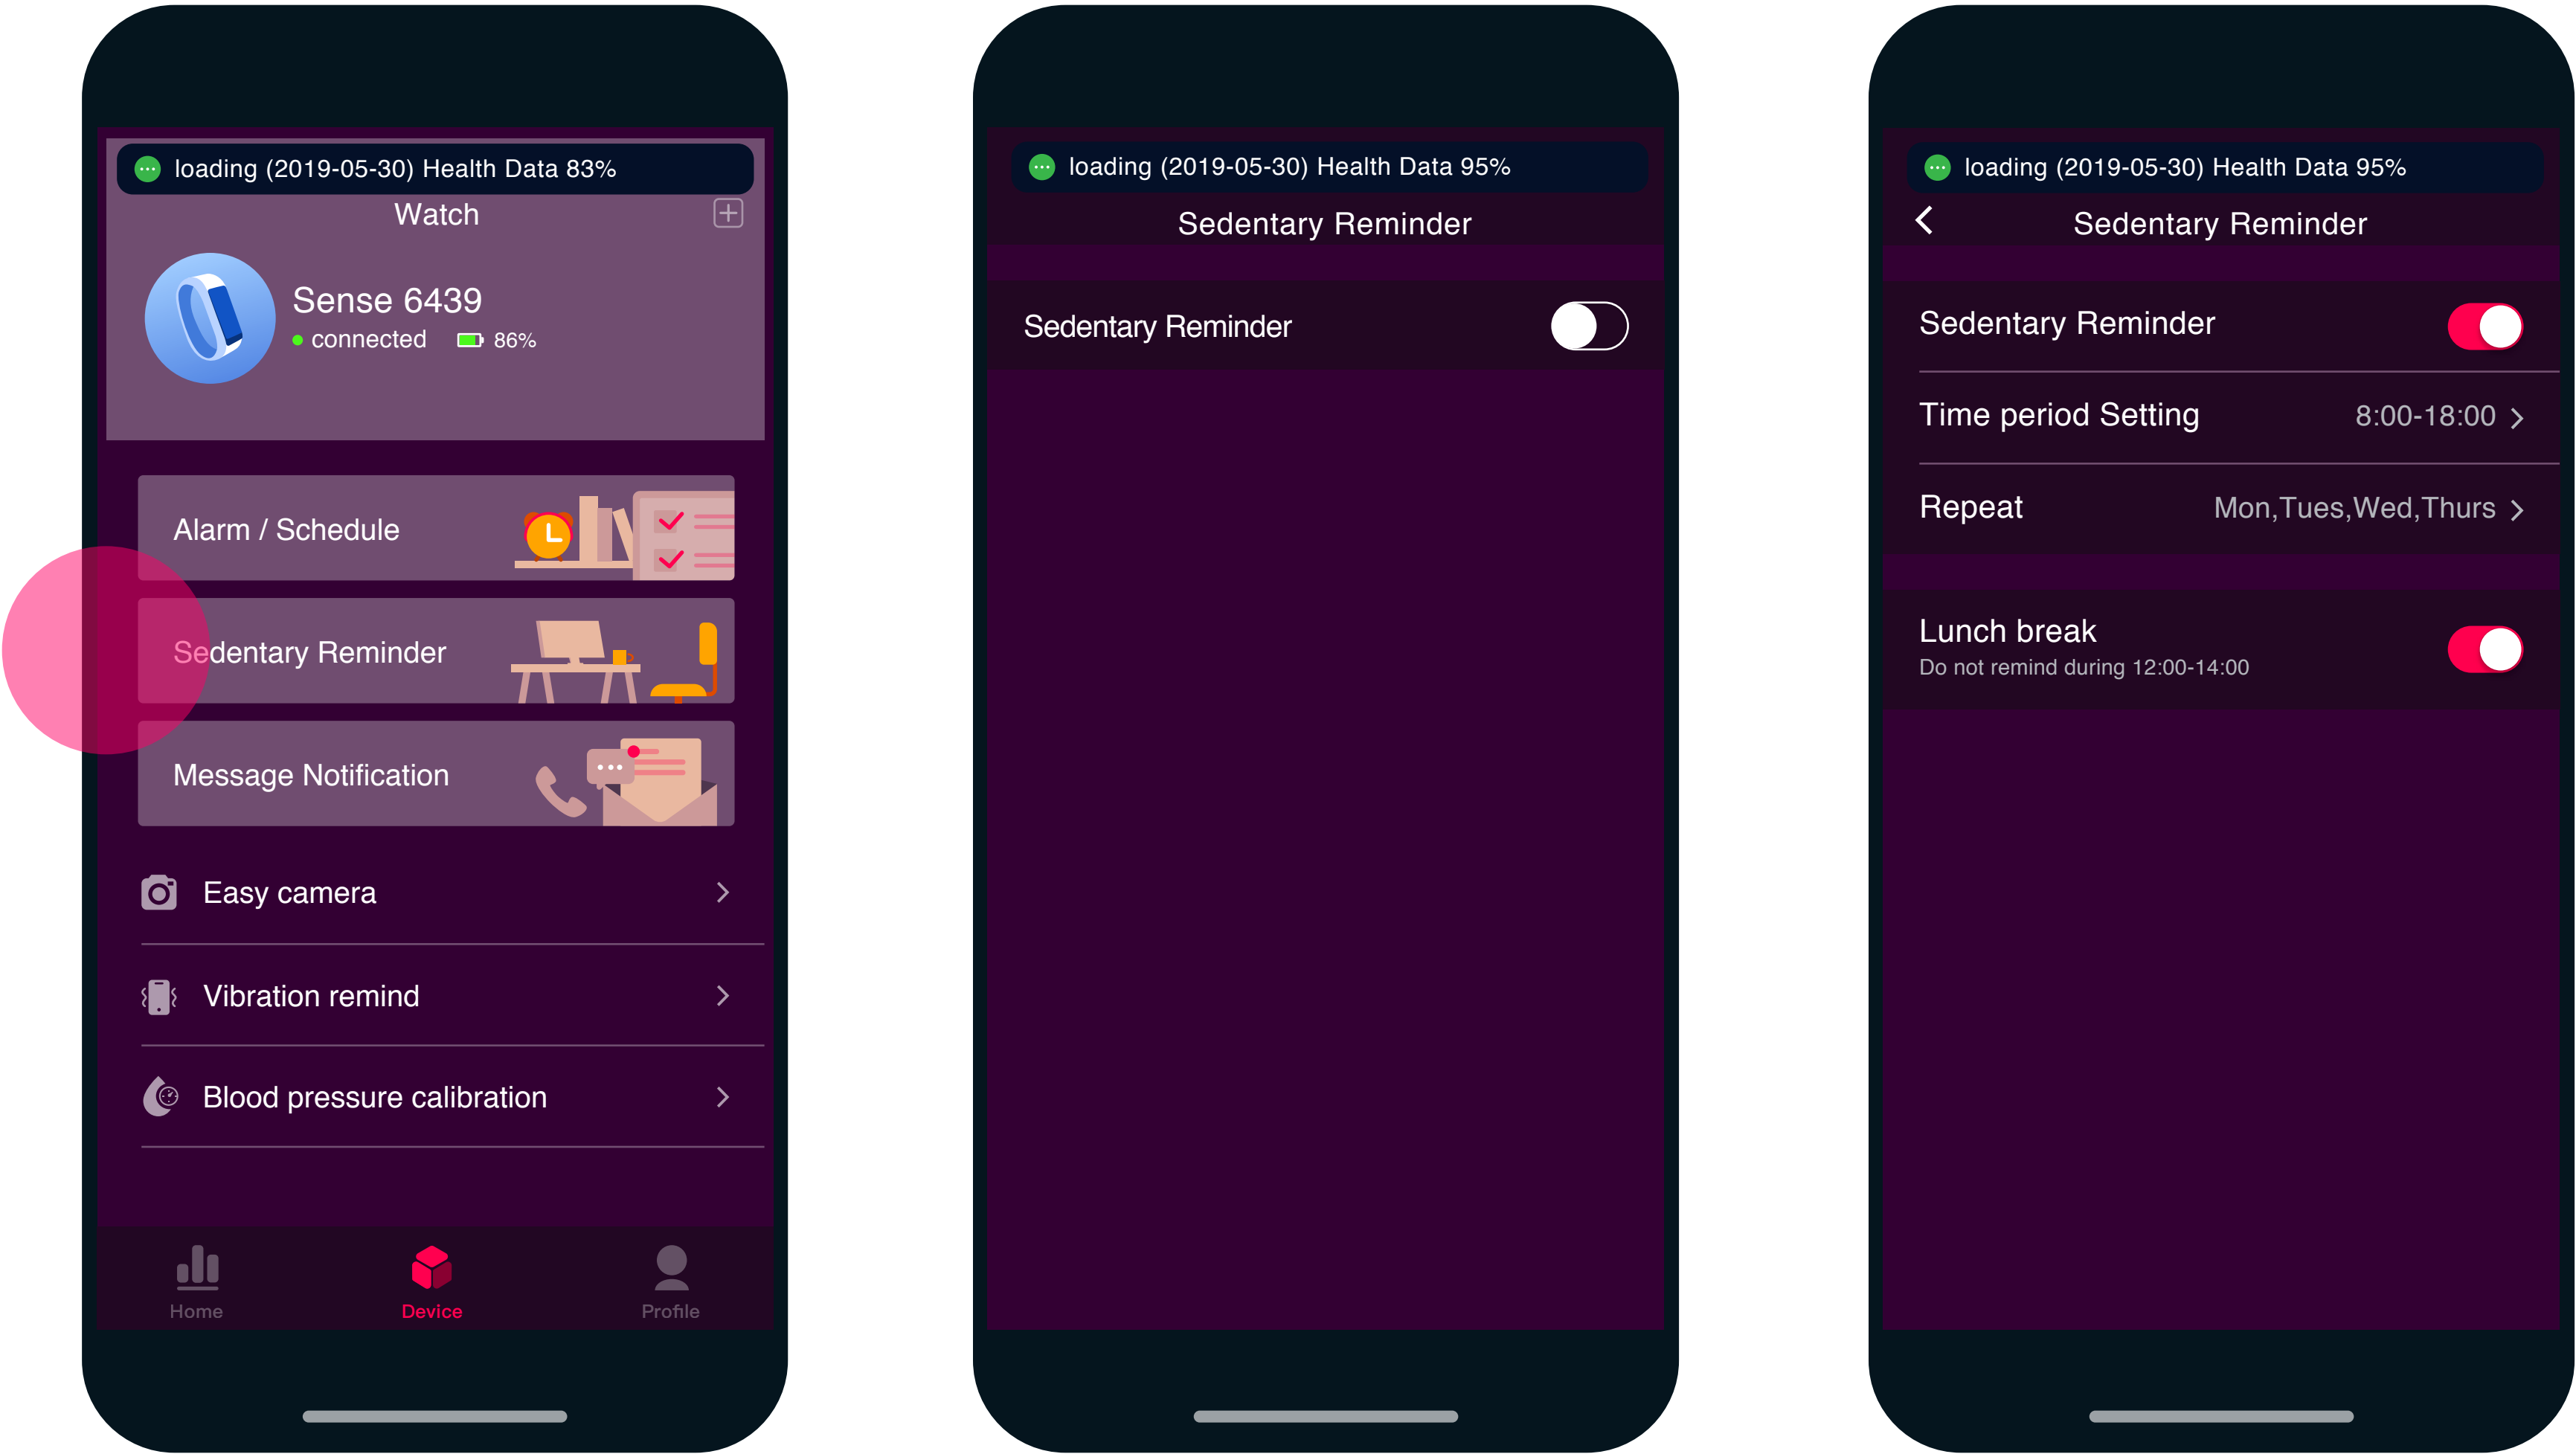 loading (2019-05-30) Health Data 83%
Watch
Sense 6439
connected 86%
Alarm / Schedule
Sedentary Reminder
Message Notification
Easy camera
Vibration remind
Blood pressure calibration
Home Device Profile
loading (2019-05-30) Health Data 95%
Sedentary Reminder
Sedentary Reminder
loading (2019-05-30) Health Data 95%
Sedentary Reminder
Sedentary Reminder
Time period Setting 8:00-18:00
Repeat Mon,Tues,Wed,Thurs
Lunch break
Do not remind during 12:00-14:00